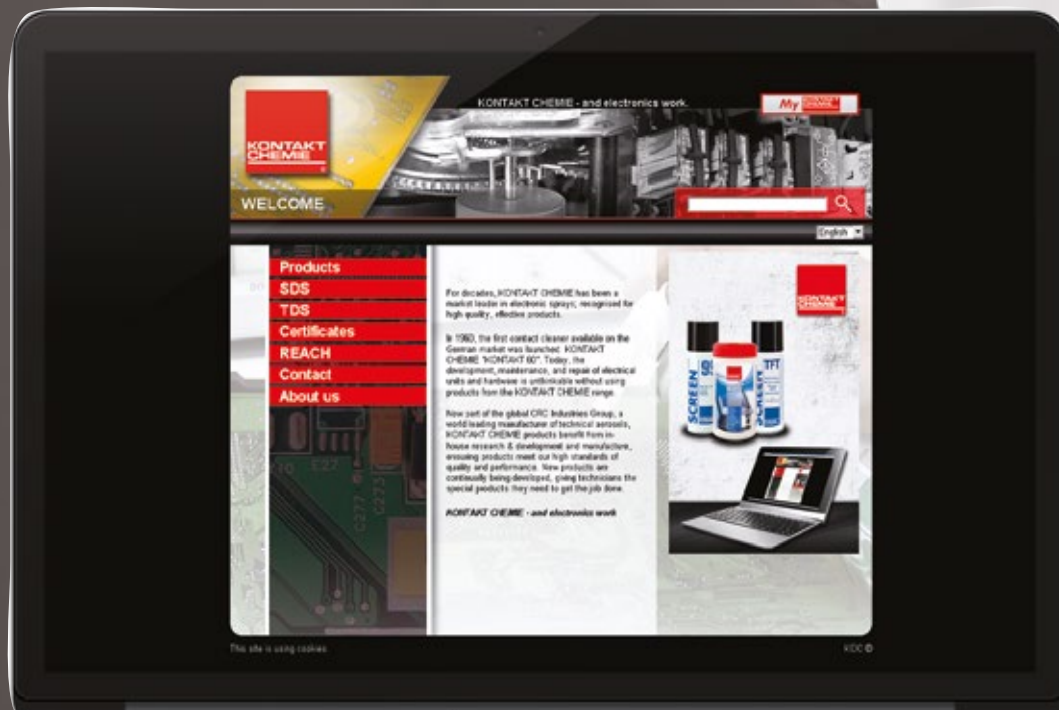 KONTAKT CHEMIE - and electronics work.
My KONTAKT
CHEMIE
KONTAKT
CHEMIE
WELCOME
English
Products
SDS
TDS
Certificates
REACH
Contact
About us
For decades, KONTAKT CHEMIE has been a
market leader in electronic sprays; recognised for
high quality, effective products.
In 1960, the first contact cleaner available on the
German market was launched: KONTAKT
CHEMIE "KONTAKT 60". Today, the
development, maintenance, and repair of electrical
units and hardware is unthinkable without using
products from the KONTAKT CHEMIE range.
Now part of the global CRC Industries Group, a
world leading manufacturer of technical aerosols,
KONTAKT CHEMIE products benefit from in-
house research & development and manufacture,
ensuring products meet our high standards of
quality and performance. New products are
continually being developed, giving technicians the
special products they need to get the job done.
KONTAKT CHEMIE - and electronics work
KONTAKT
CHEMIE
SCREEN 99
SCREEN TFT
E27
C277
C273
This site is using cookies